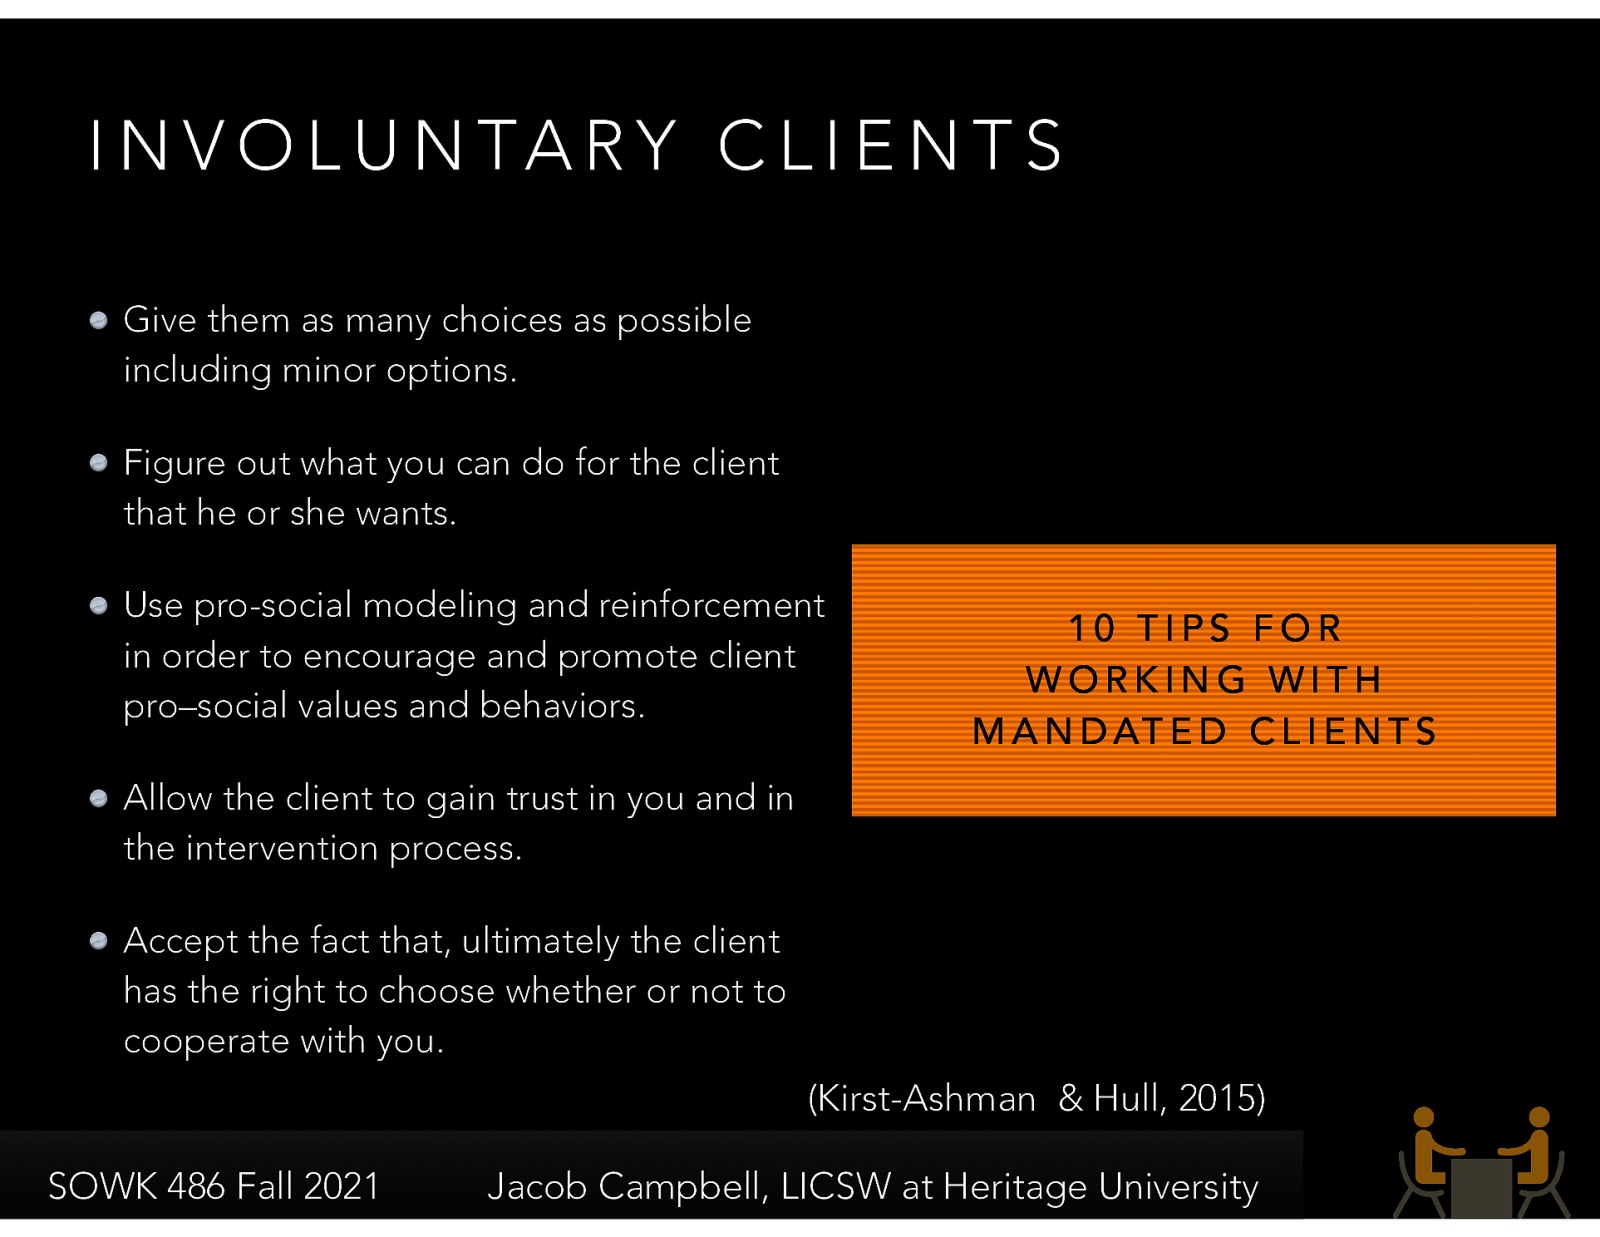 INVOLUNTARY CLIENTS
Give them as many choices as possible
including minor options.
Figure out what you can do for the client
that he or she wants.
Use pro-social modeling and reinforcement
in order to encourage and promote client
pro–social values and behaviors.
Allow the client to gain trust in you and in
the intervention process.
Accept the fact that, ultimately the client
has the right to choose whether or not to
cooperate with you.
10 TIPS FOR
WORKING WITH
MANDATED CLIENTS
(Kirst-Ashman & Hull, 2015)
SOWK 486 Fall 2021 Jacob Campbell, LICSW at Heritage University